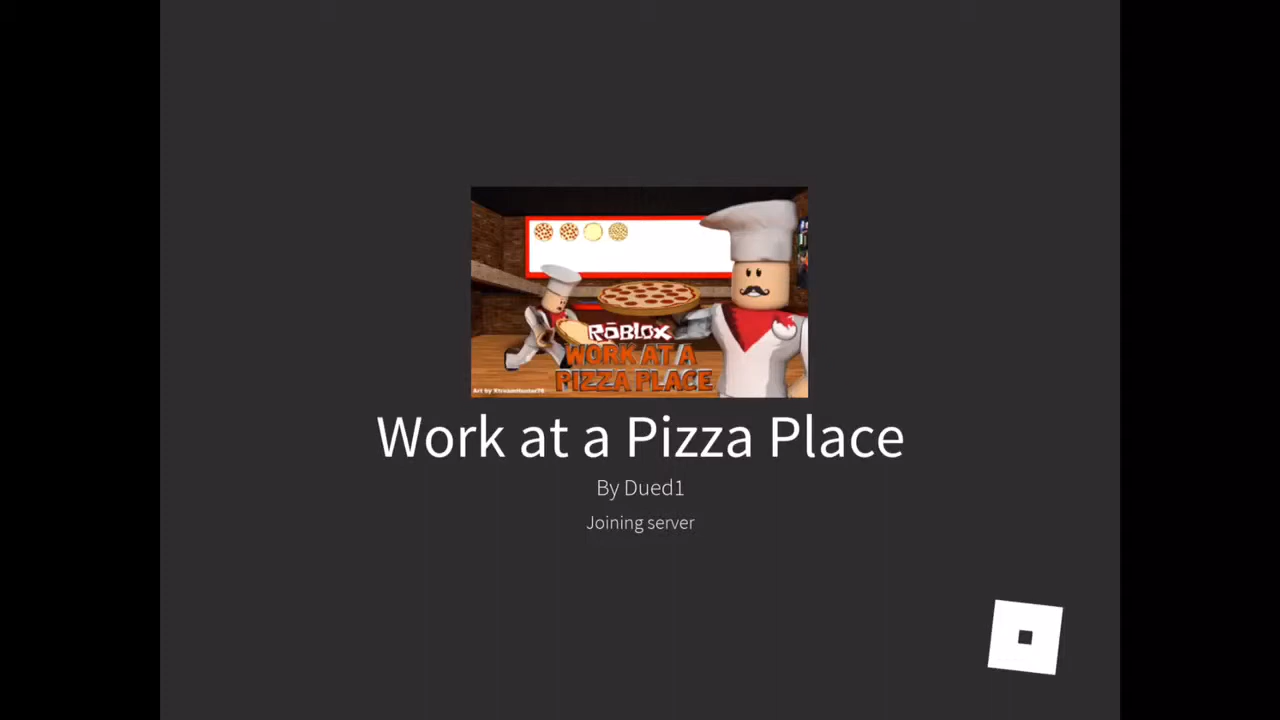 ROBLOX
WORK AT A
PIZZA PLACE
Work at a Pizza Place
By Dued1
Joining server